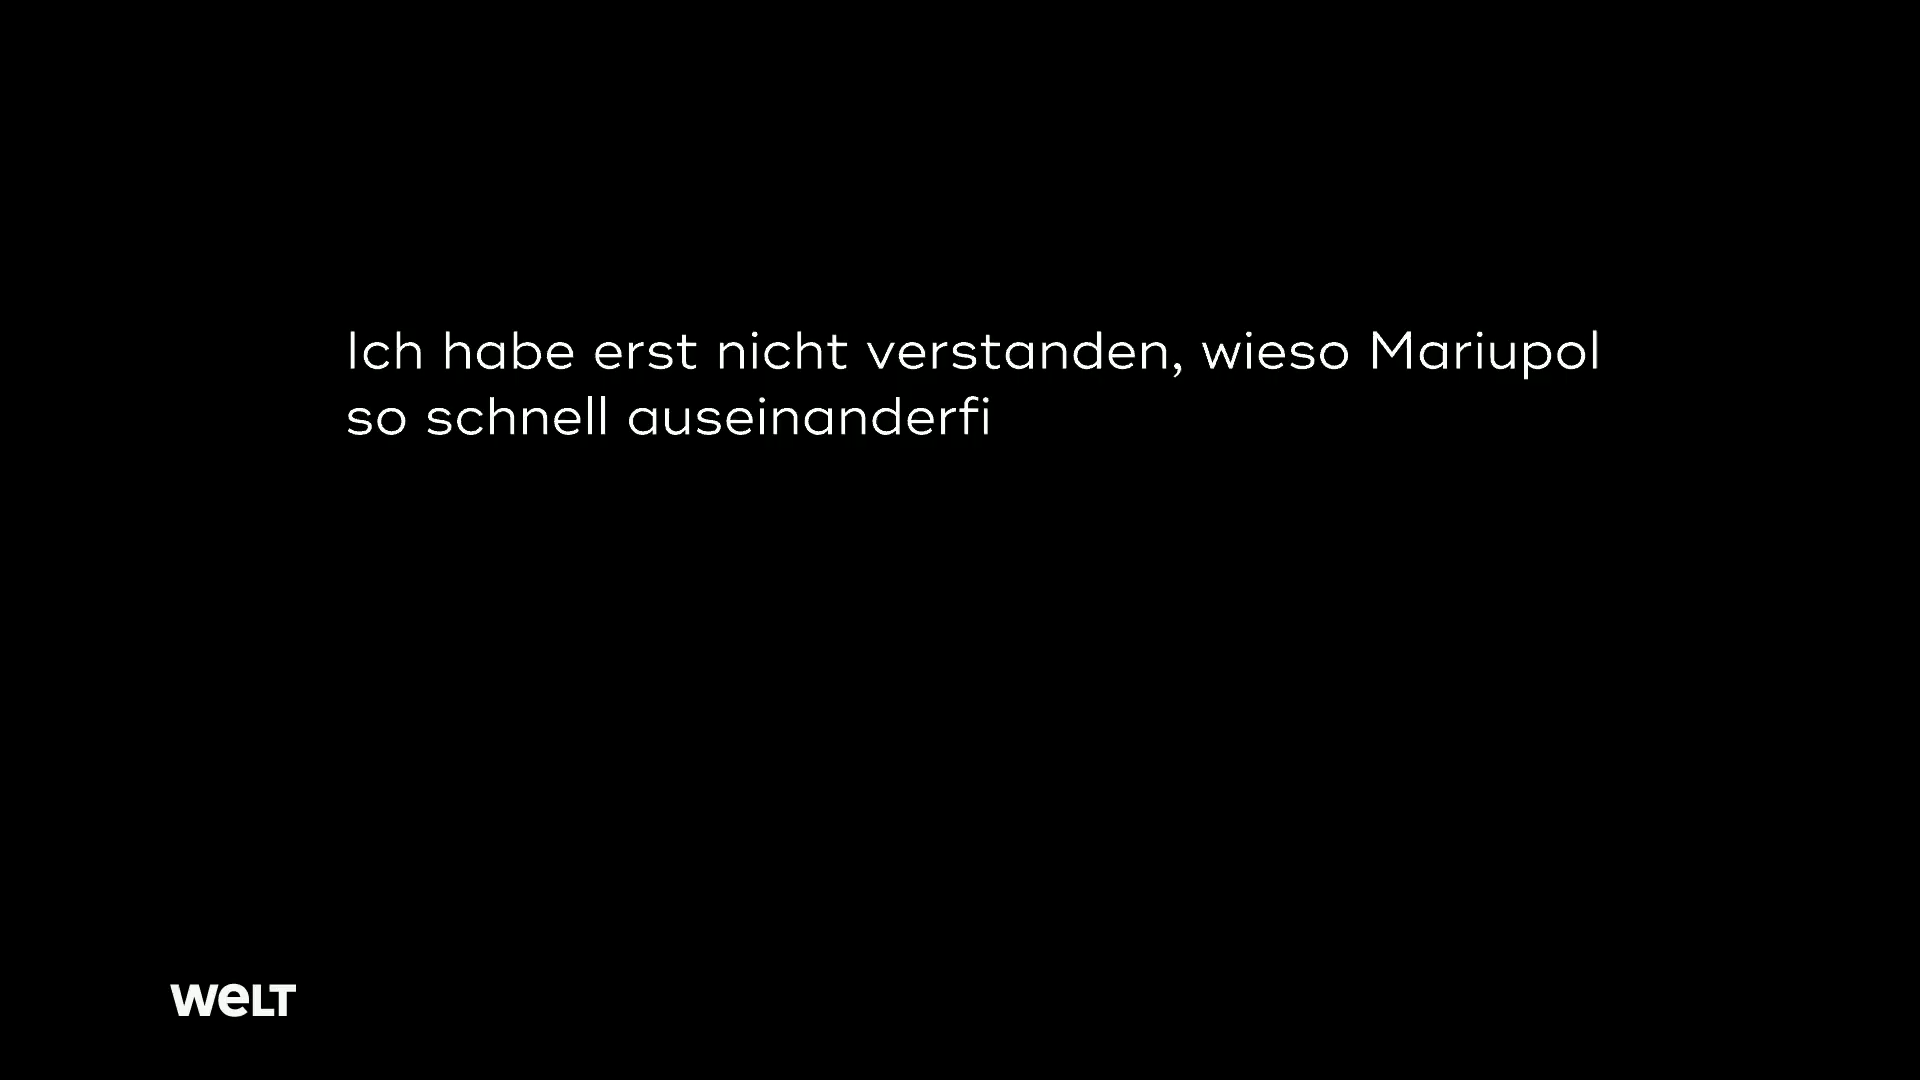 Ich habe erst nicht verstanden, wieso Mariupol
so schnell auseinanderfi
WELT